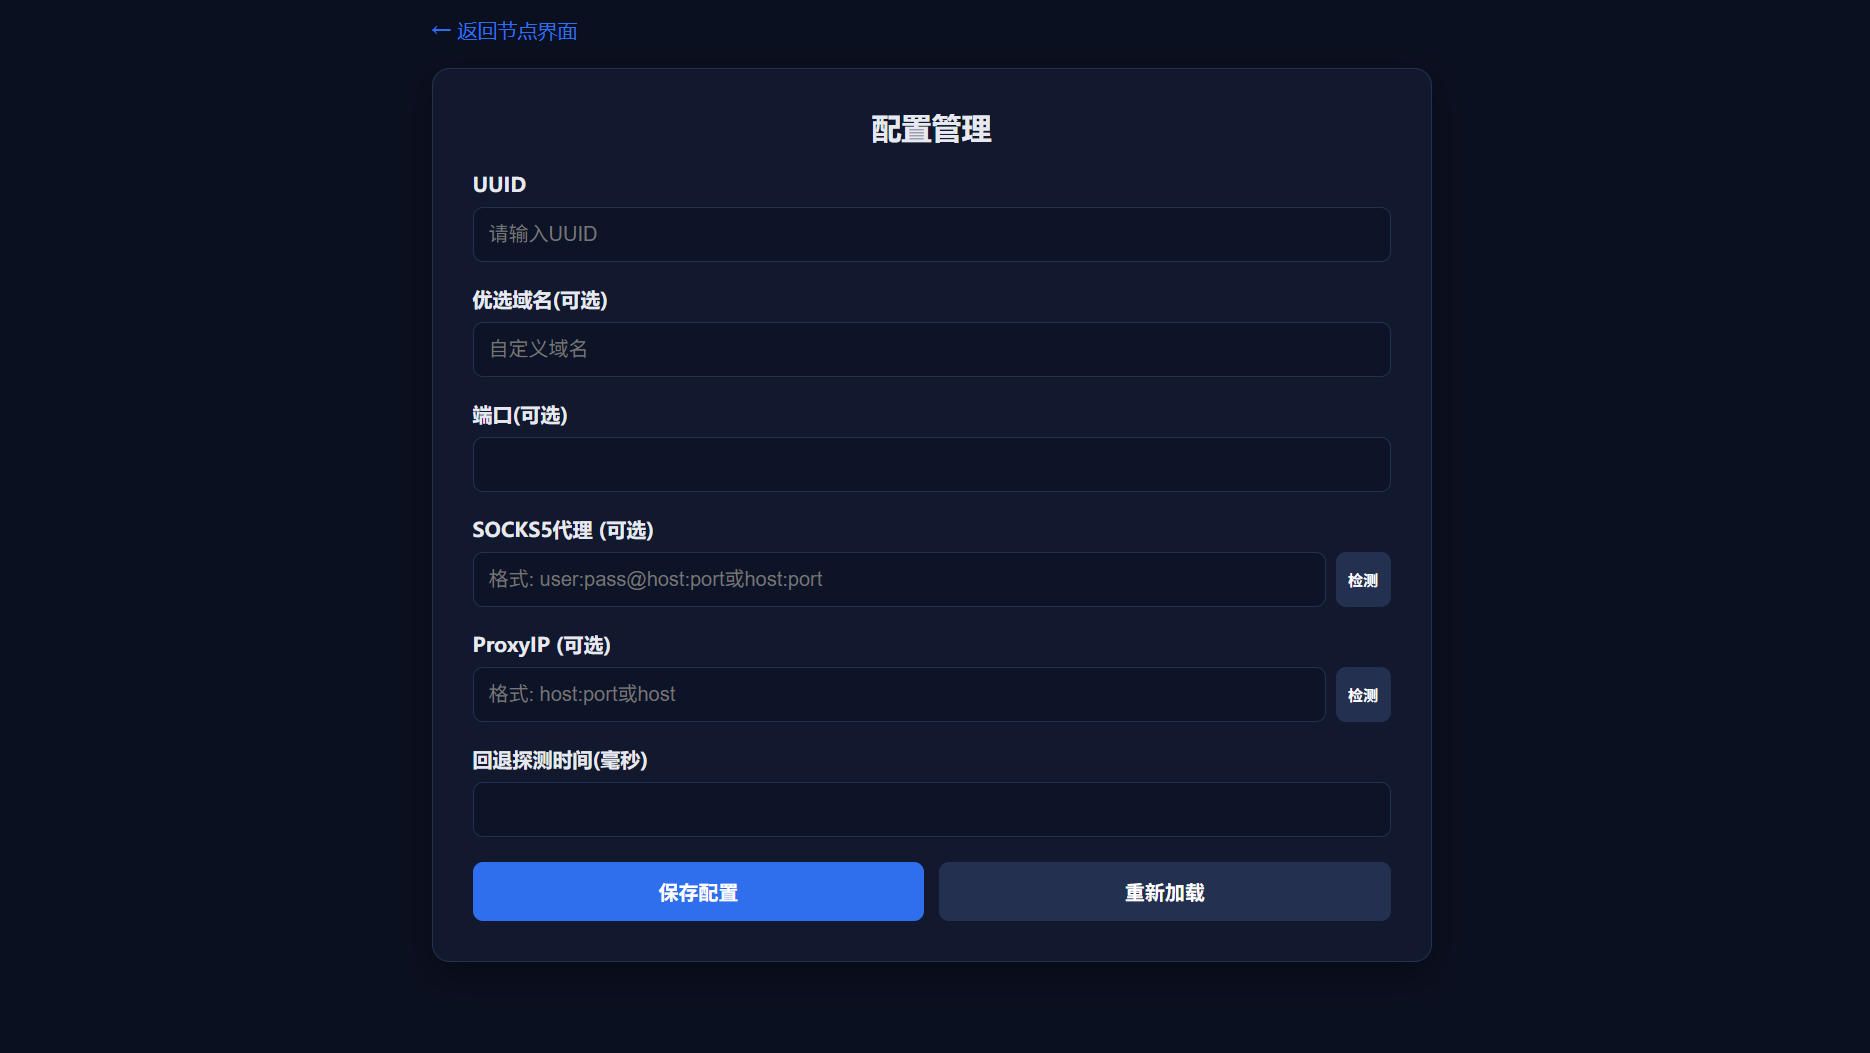 ← 返回节点界面
配置管理
UUID
请输入UUID
优选域名(可选)
自定义域名
端口(可选)
SOCKS5代理 (可选)
格式: user:pass@host:port或host:port
检测
ProxyIP (可选)
格式: host:port或host
检测
回退探测时间(毫秒)
保存配置
重新加载